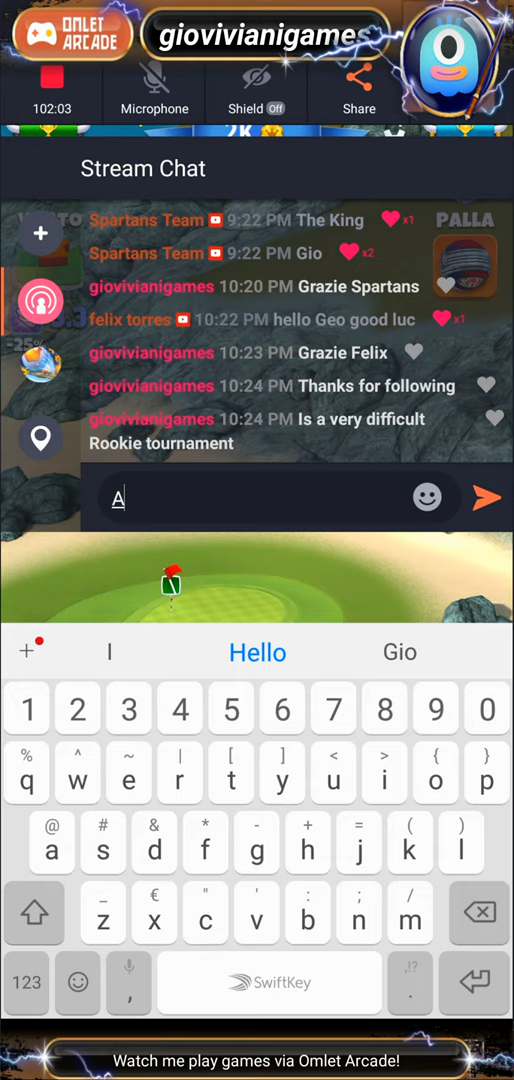 OMLET
ARCADE
giovivianigames
102:03
Microphone
Shield Off
Share
2K
Stream Chat
PALLA
Spartans Team 9:22 PM The King x1
Spartans Team 9:22 PM Gio x2
giovivianigames 10:20 PM Grazie Spartans
felix torres 10:22 PM hello Geo good luc x1
giovivianigames 10:23 PM Grazie Felix
giovivianigames 10:24 PM Thanks for following
giovivianigames 10:24 PM Is a very difficult
Rookie tournament
-25%
A
+ I Hello Gio
1 2 3 4 5 6 7 8 9 0
% ^ ~ | [ ] < > { }
q w e r t y u i o p
@ # & * - + = ( )
a s d f g h j k l
_ € " ' : ; /
z x c v b n m
123 , SwiftKey ,!? .
Watch me play games via Omlet Arcade!